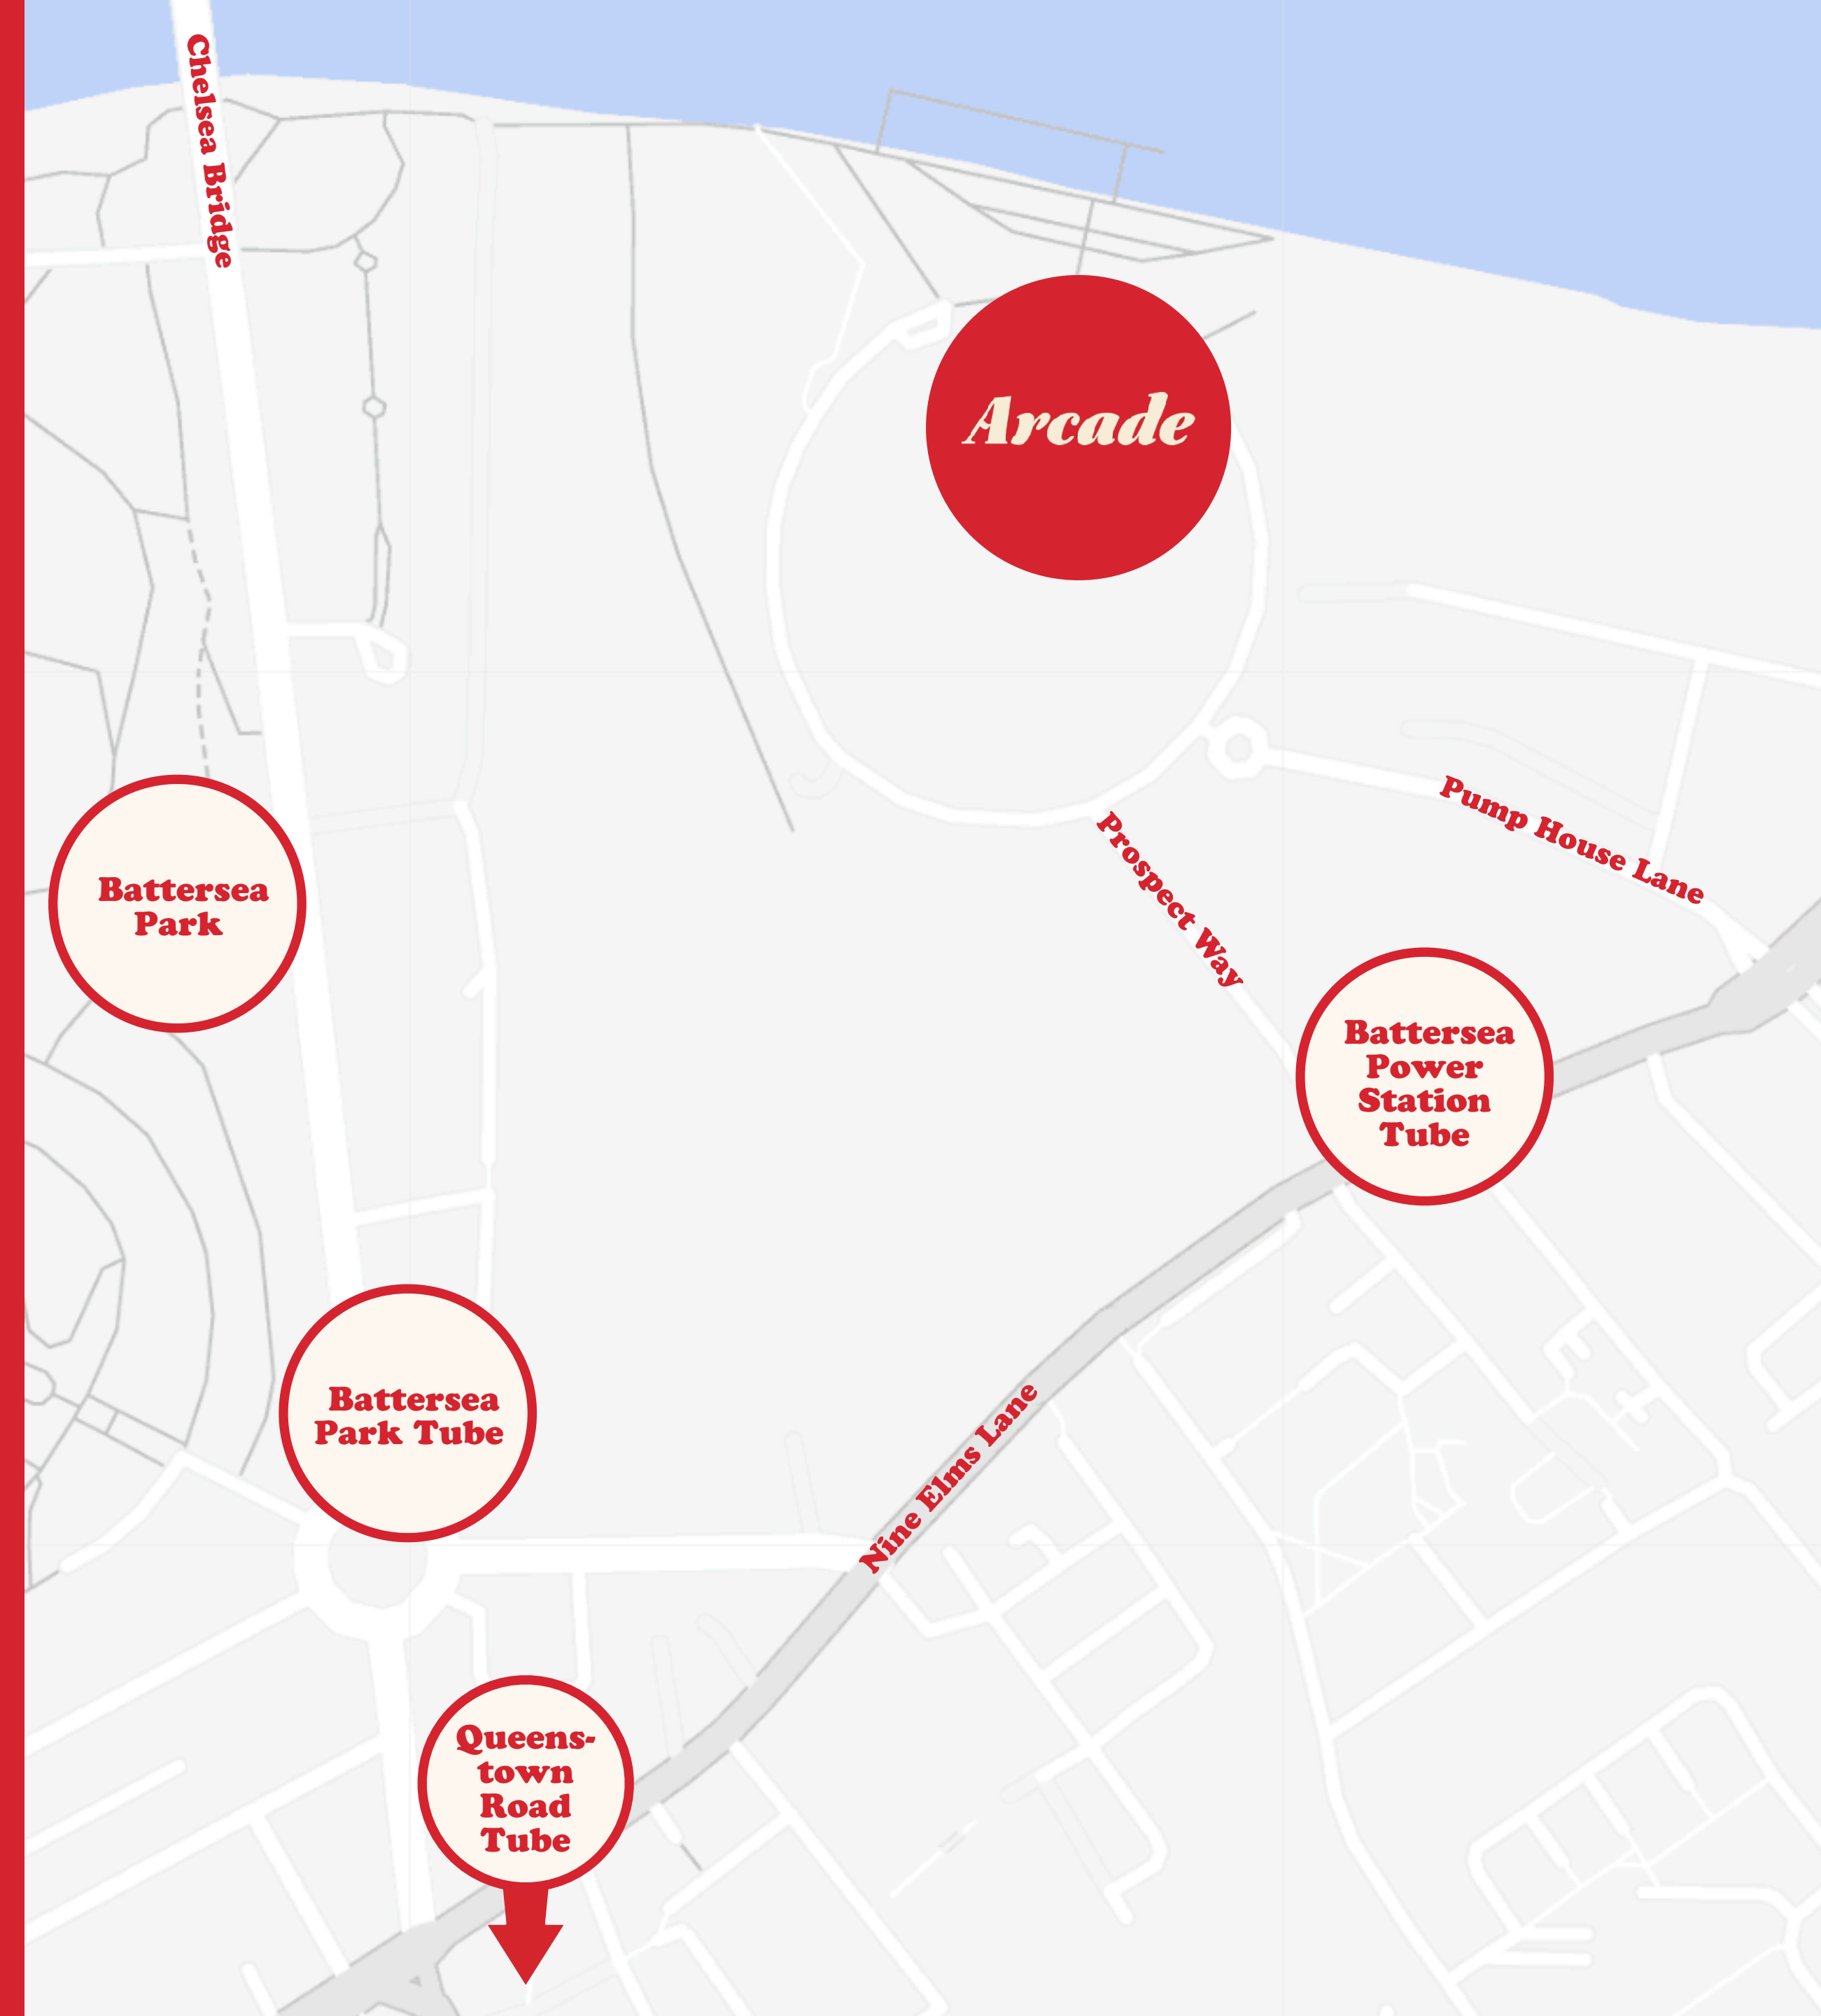 Chelsea Bridge
Arcade
Pump House Lane
Prospect Way
Battersea
Park
Battersea
Power
Station
Tube
Battersea
Park Tube
Nine Elms Lane
Queens-
town
Road
Tube